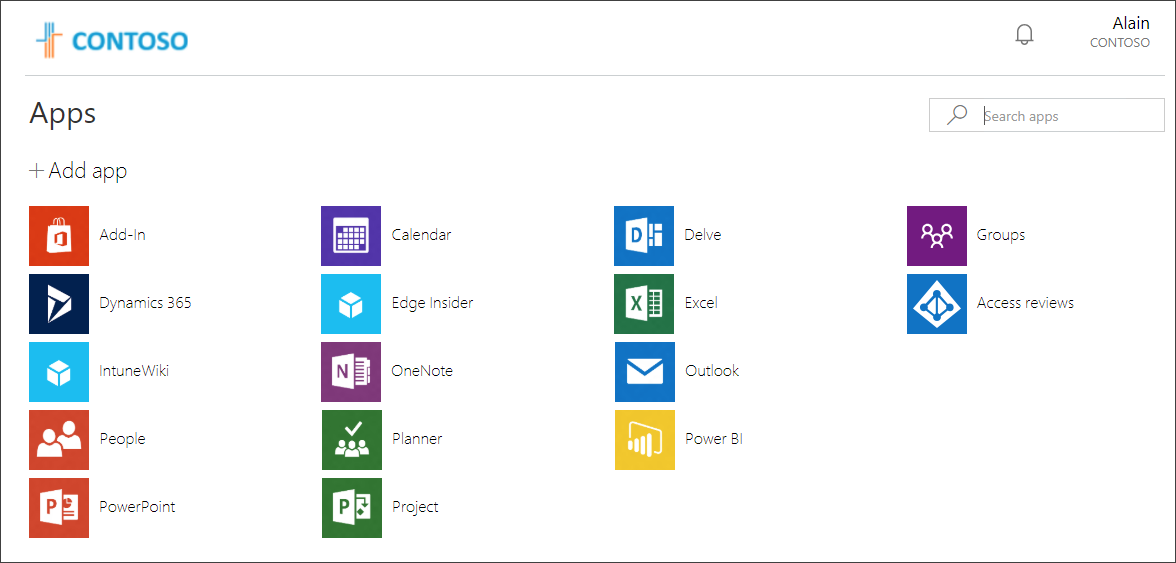 CONTOSO
Alain
CONTOSO
Apps
Search apps
+ Add app
Add-In
Calendar
Delve
Groups
Dynamics 365
Edge Insider
Excel
Access reviews
IntuneWiki
OneNote
Outlook
People
Planner
Power BI
PowerPoint
Project